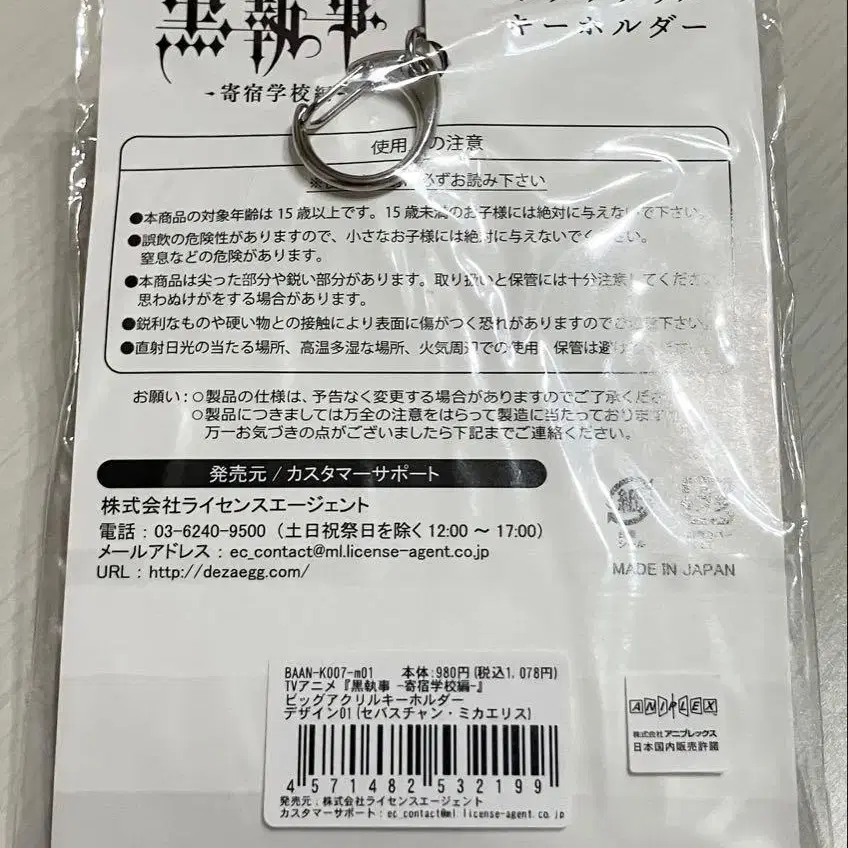 黒執事
キーホルダー
-寄宿学校編-
使用 の注意
必ずお読み下さい
●本商品の対象年齢は15歳以上です。15歳未満のお子様には絶対に与えないで下さい。
●誤飲の危険性がありますので、小さなお子様には絶対に与えないでください。
窒息などの危険があります。
●本商品は尖った部分や鋭い部分があります。取り扱いと保管には十分注意してください
思わぬけがをする場合があります。
●鋭利なものや硬い物との接触により表面に傷がつく恐れがありますのでご注意下さい。
●直射日光の当たる場所、高温多湿な場所、火気周辺での使用、保管は避けて
お願い:○製品の仕様は、予告なく変更する場合がありますのでご了承くださ
○製品につきましては万全の注意をはらって製造に当たっておりますが
万一お気づきの点がございましたら下記までご連絡ください。
発売元/カスタマーサポート
株式会社ライセンスエージェント
電話:03-6240-9500(土日祝祭日を除く12:00~17:00)
メールアドレス:ec_contact@ml.license-agent.co.jp
URL:http://dezaegg.com/
紙
MADE IN JAPAN
BAAN-K007-m01 本体:980円(税込1,078円)
TVアニメ『黒執事 -寄宿学校編-』
ビッグアクリルキーホルダー
デザイン01(セバスチャン・ミカエリス)
4571482532199
発売元:株式会社ライセンスエージェント
カスタマーサポート:ec_contact@ml.license-agent.co.jp
ANIPLEX
株式会社アニプレックス
日本国内販売許諾